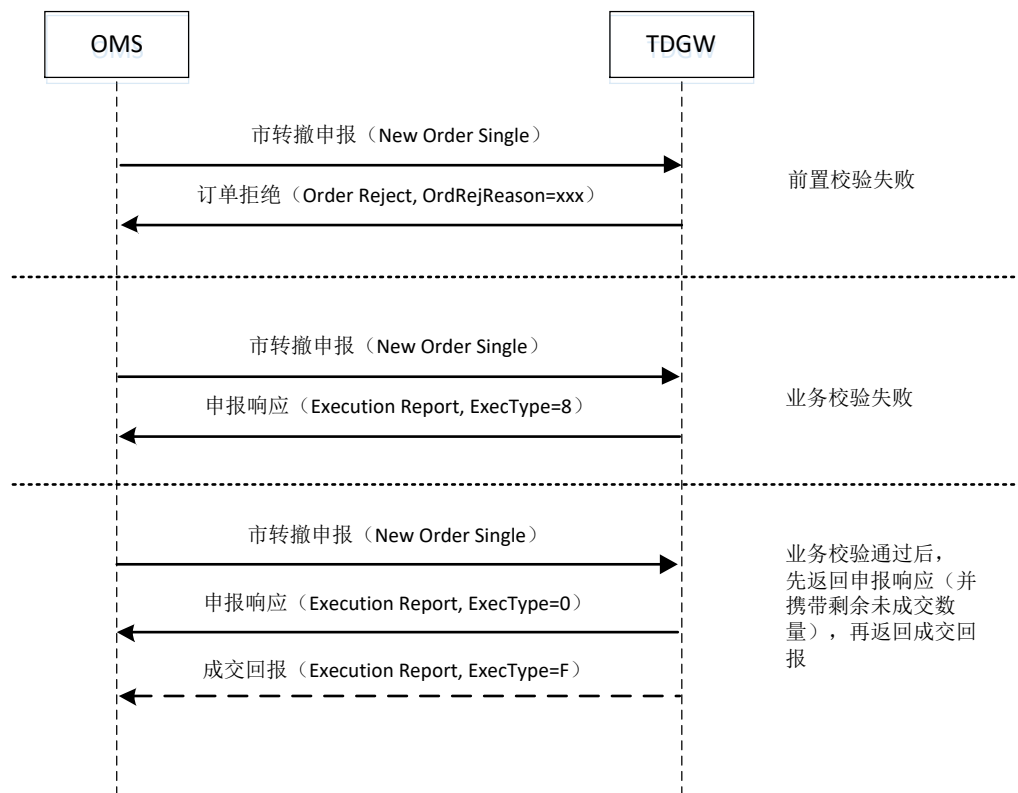 OMS
TDGW
市转撤申报（New Order Single）
订单拒绝（Order Reject, OrdRejReason=xxx）
前置校验失败
市转撤申报（New Order Single）
申报响应（Execution Report, ExecType=8）
业务校验失败
市转撤申报（New Order Single）
申报响应（Execution Report, ExecType=0）
成交回报（Execution Report, ExecType=F）
业务校验通过后，
先返回申报响应（并
携带剩余未成交数
量），再返回成交回
报